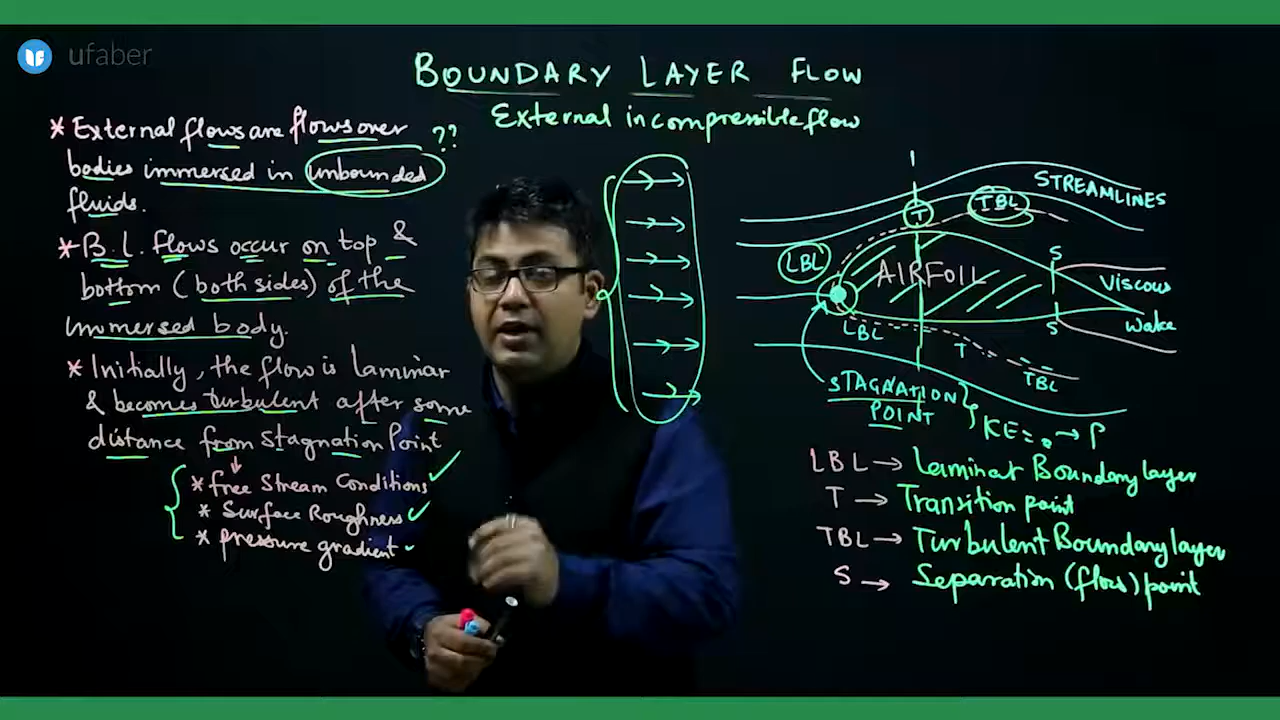 ufaber
BOUNDARY LAYER FLOW
External incompressible flow
* External flows are flows over
bodies immersed in unbounded ??
fluids.
* B.L. flows occur on top &
bottom (both sides) of the
immersed body.
* Initially, the flow is laminar
& becomes turbulent after some
distance from Stagnation Point
* free Stream Conditions
* Surface Roughness
* pressure gradient
STREAMLINES
T
TBL
LBL
AIRFOIL
S
Viscous
S
Wake
LBL
T
TBL
STAGNATION
POINT
KE=0 → P
LBL → Laminar Boundary layer
T → Transition point
TBL → Turbulent Boundary layer
S → Separation (flow) point